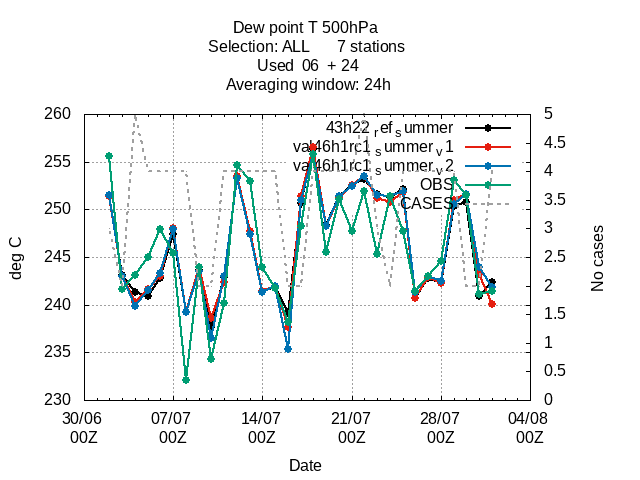 Dew point T 500hPa
Selection: ALL 7 stations
Used 06 + 24
Averaging window: 24h
260
255
250
245
240
235
230
5
4.5
4
3.5
3
2.5
2
1.5
1
0.5
0
deg C
No cases
43h22refsummer
val46h1rc1summerv1
val46h1rc1summerv2
OBS
CASES
30/06 07/07 14/07 21/07 28/07 04/08
00Z 00Z 00Z 00Z 00Z 00Z
Date